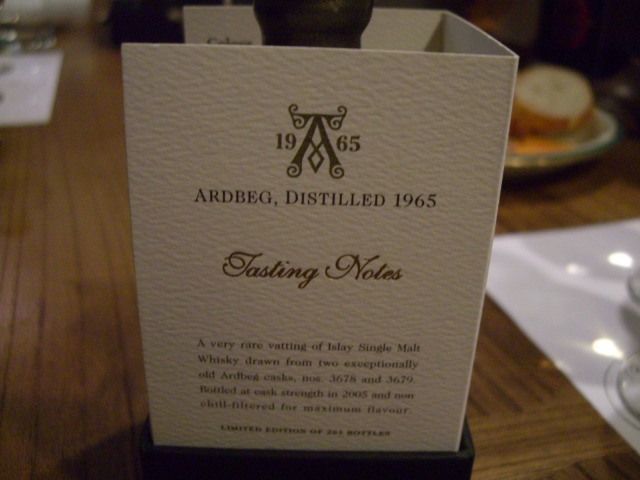 Colour
19 A 65
ARDBEG, DISTILLED 1965
Tasting Notes
A very rare vatting of Islay Single Malt
Whisky drawn from two exceptionally
old Ardbeg casks, nos. 3678 and 3679.
Bottled at cask strength in 2005 and non
chill-filtered for maximum flavour.
LIMITED EDITION OF 261 BOTTLES